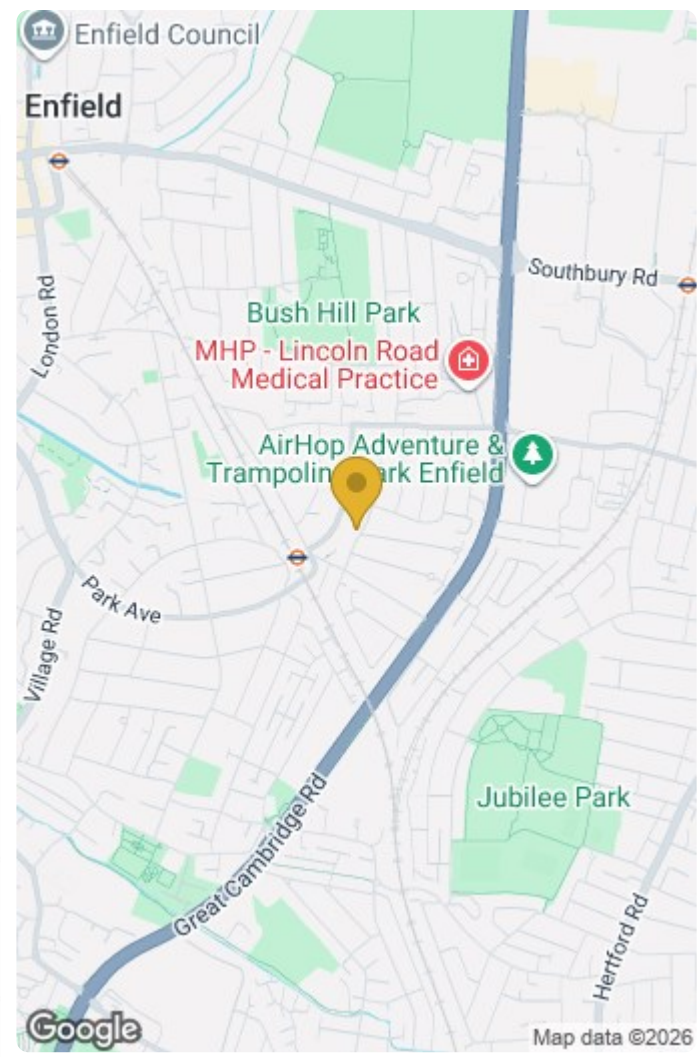 Enfield Council
Enfield
Southbury Rd
London Rd
Bush Hill Park
MHP - Lincoln Road
Medical Practice
AirHop Adventure &
Trampolin ark Enfield
Park Ave
Village Rd
Jubilee Park
Great Cambridge Rd
Hertford Rd
Google
Map data ©2026